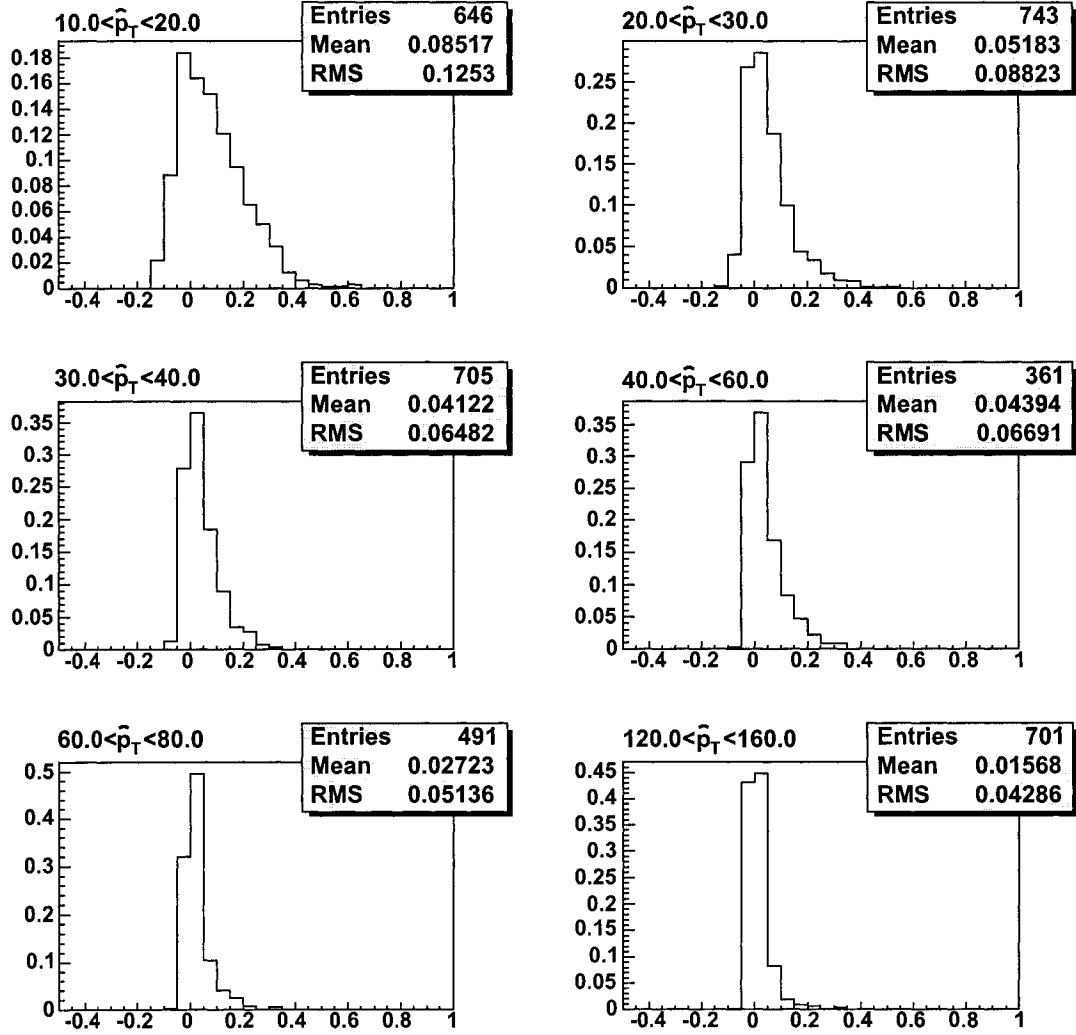 10.0<p̂T<20.0
Entries 646
Mean 0.08517
RMS 0.1253
0.18
0.16
0.14
0.12
0.1
0.08
0.06
0.04
0.02
0
-0.4 -0.2 0 0.2 0.4 0.6 0.8 1
20.0<p̂T<30.0
Entries 743
Mean 0.05183
RMS 0.08823
0.25
0.2
0.15
0.1
0.05
0
-0.4 -0.2 0 0.2 0.4 0.6 0.8 1
30.0<p̂T<40.0
Entries 705
Mean 0.04122
RMS 0.06482
0.35
0.3
0.25
0.2
0.15
0.1
0.05
0
-0.4 -0.2 0 0.2 0.4 0.6 0.8 1
40.0<p̂T<60.0
Entries 361
Mean 0.04394
RMS 0.06691
0.35
0.3
0.25
0.2
0.15
0.1
0.05
0
-0.4 -0.2 0 0.2 0.4 0.6 0.8 1
60.0<p̂T<80.0
Entries 491
Mean 0.02723
RMS 0.05136
0.5
0.4
0.3
0.2
0.1
0
-0.4 -0.2 0 0.2 0.4 0.6 0.8 1
120.0<p̂T<160.0
Entries 701
Mean 0.01568
RMS 0.04286
0.45
0.4
0.35
0.3
0.25
0.2
0.15
0.1
0.05
0
-0.4 -0.2 0 0.2 0.4 0.6 0.8 1